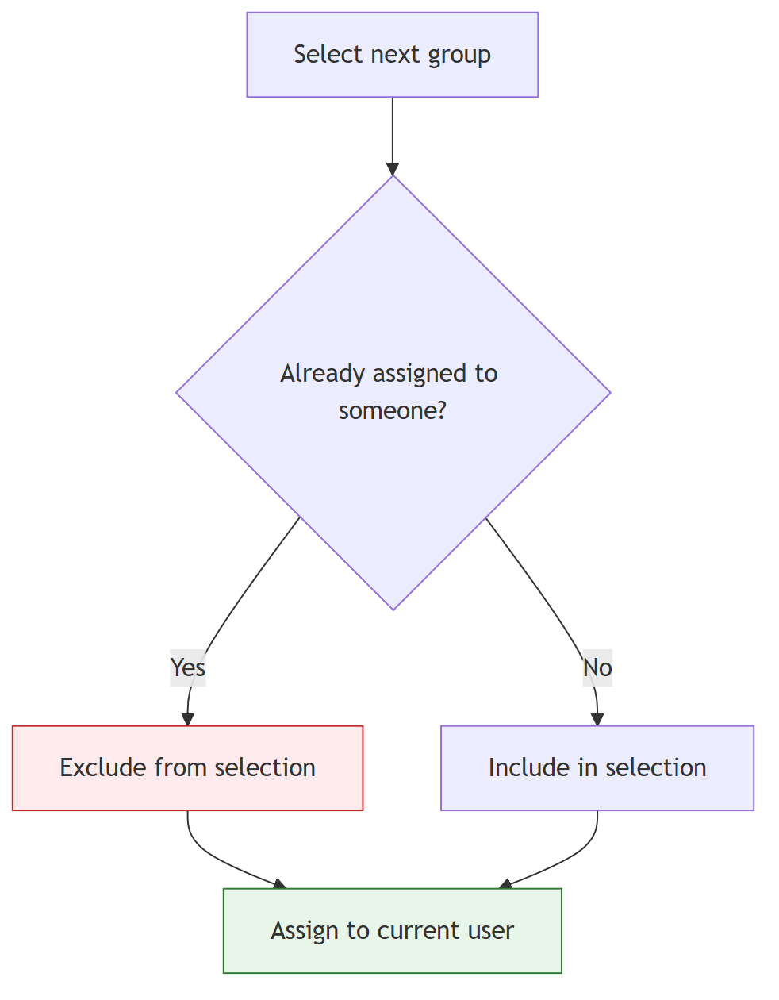 Select next group
Already assigned to
someone?
Yes
No
Exclude from selection
Include in selection
Assign to current user